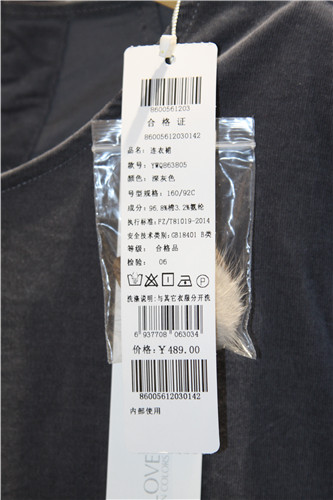 8600561203
合格证
86005612030142
品名: 连衣裙
款号: YWQ863805
颜色: 深灰色
号型规格: 160/92C
成分: 96.8%棉3.2%氨纶
执行标准: FZ/T81019-2014
安全技术类别: GB18401 B类
等级: 合格品
检验: 06
洗涤说明:与其它衣服分开洗
6 937708 063034
价格: ¥ 489.00
86005612030142
内部使用
LOVE
COLORS